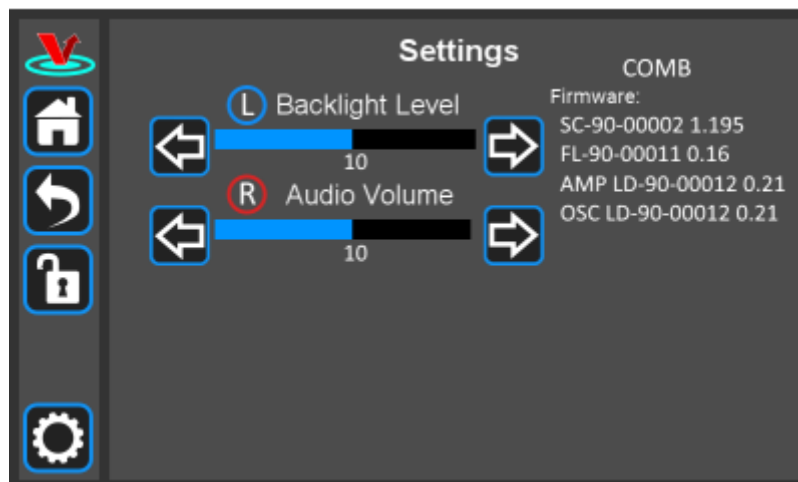 Settings
COMB
Firmware:
SC-90-00002 1.195
FL-90-00011 0.16
AMP LD-90-00012 0.21
OSC LD-90-00012 0.21
L Backlight Level
10
R Audio Volume
10